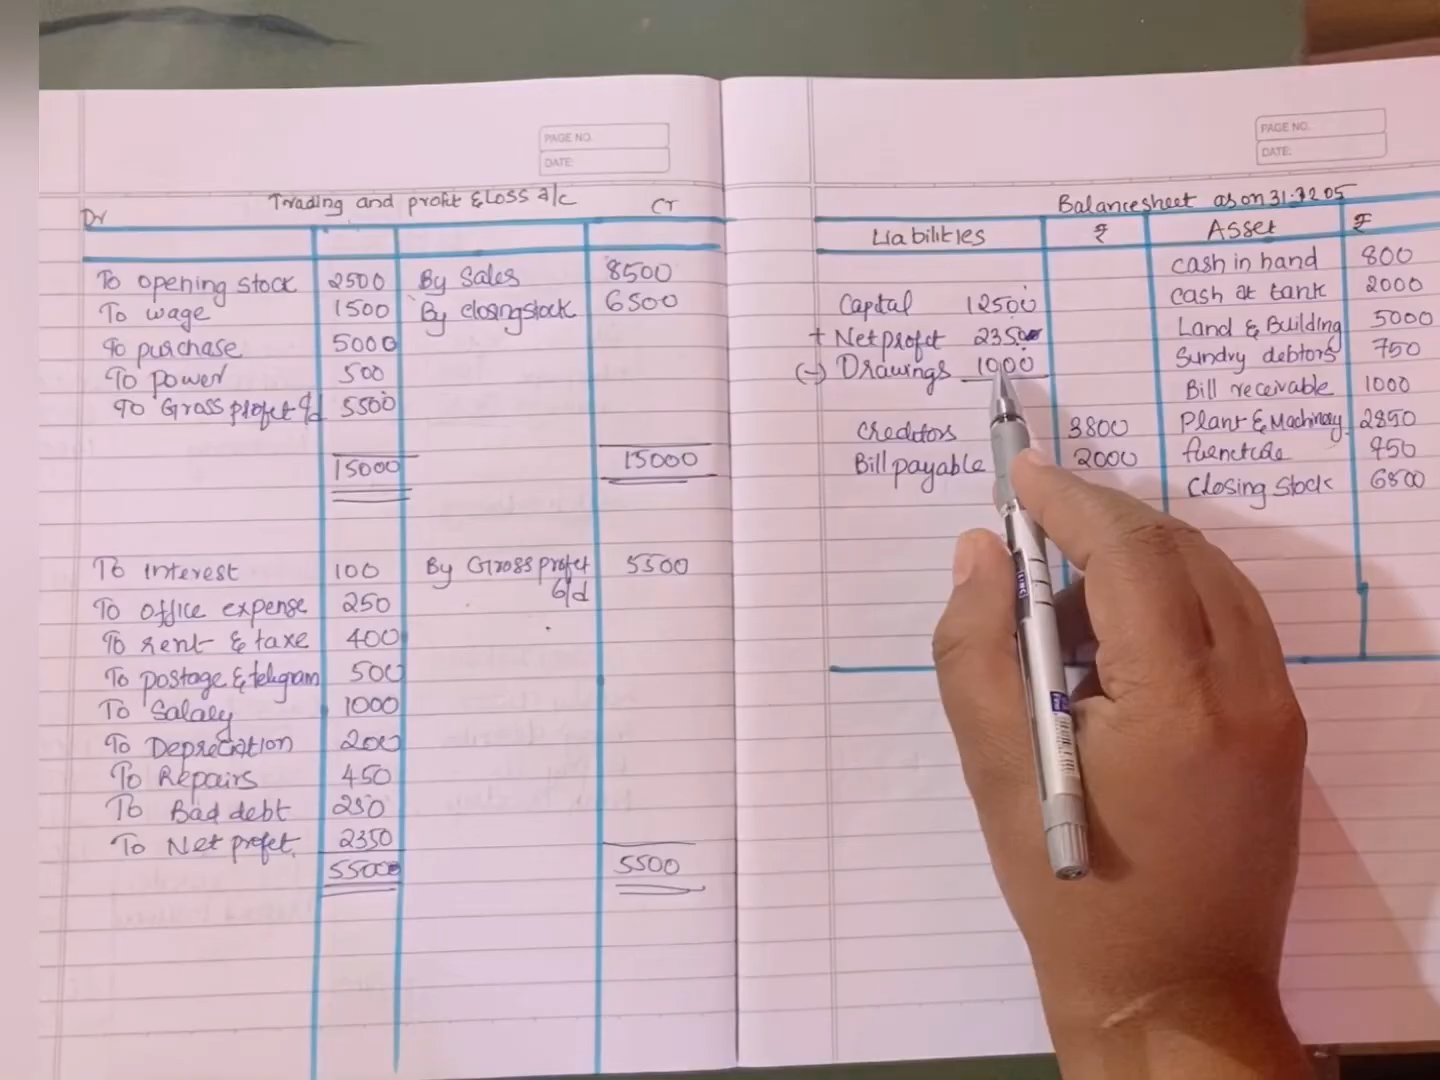 PAGE NO.
DATE:
Trading and profit & Loss a/c
Dr Cr
To opening stock 2500 By Sales 8500
To wage 1500 By closing stock 6500
To purchase 5000
To power 500
To Gross profit c/d 5500
15000 15000
To interest 100 By Gross profit 5500
b/d
To office expense 250
To rent & taxe 400
To postage & telegram 500
To Salary 1000
To Depreciation 200
To Repairs 450
To Bad debt 250
To Net profit 2350
5500 5500
PAGE NO.
DATE:
Balancesheet as on 31.12.05
Liabilities ₹ Asset ₹
cash in hand 800
Capital 12500 cash at bank 2000
+ Net profit 2350 Land & Building 5000
(-) Drawings 1000 Sundry debtors 750
Bill receivable 1000
Creditors 3800 Plant & Machinery
Bill payable 2000
Closing stock